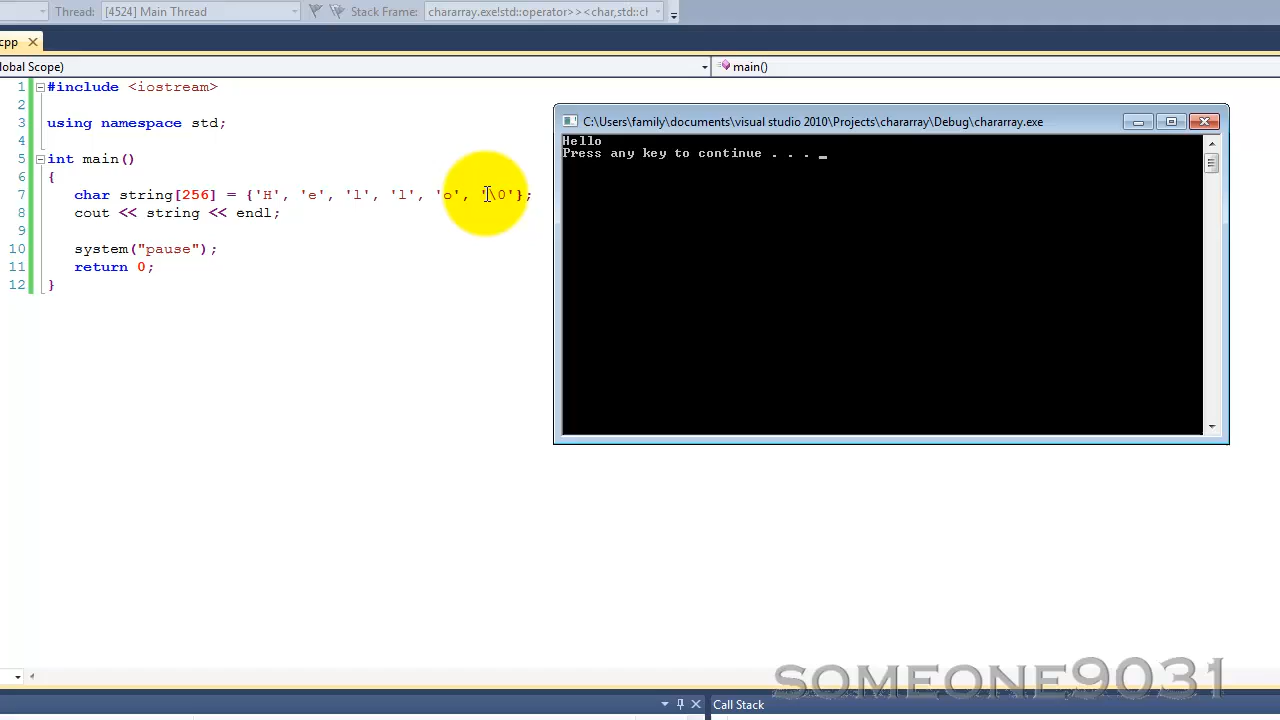 Thread: [4524] Main Thread Stack Frame: chararray.exe!std::operator>><char,std::cl
cpp
lobal Scope) main()
1 #include <iostream>
2
3 using namespace std;
4
5 int main()
6 {
7 char string[256] = {'H', 'e', 'l', 'l', 'o', '\0'};
8 cout << string << endl;
9
10 system("pause");
11 return 0;
12 }
C:\Users\family\documents\visual studio 2010\Projects\chararray\Debug\chararray.exe
Hello
Press any key to continue . . . _
SOMEONE9031
Call Stack